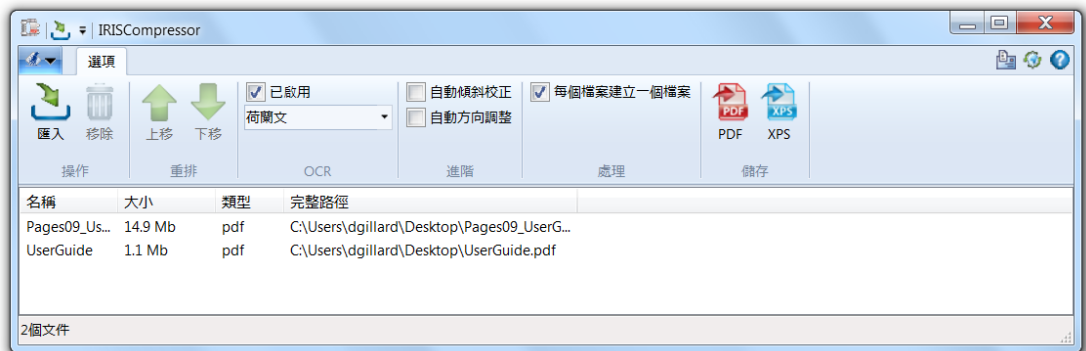 IRISCompressor
選項
匯入 移除 上移 下移
操作 重排
已啟用
荷蘭文
OCR
自動傾斜校正
自動方向調整
進階
每個檔案建立一個檔案
處理
PDF XPS
PDF XPS
儲存
名稱 大小 類型 完整路徑
Pages09_Us... 14.9 Mb pdf C:\Users\dgillard\Desktop\Pages09_UserG...
UserGuide 1.1 Mb pdf C:\Users\dgillard\Desktop\UserGuide.pdf
2個文件